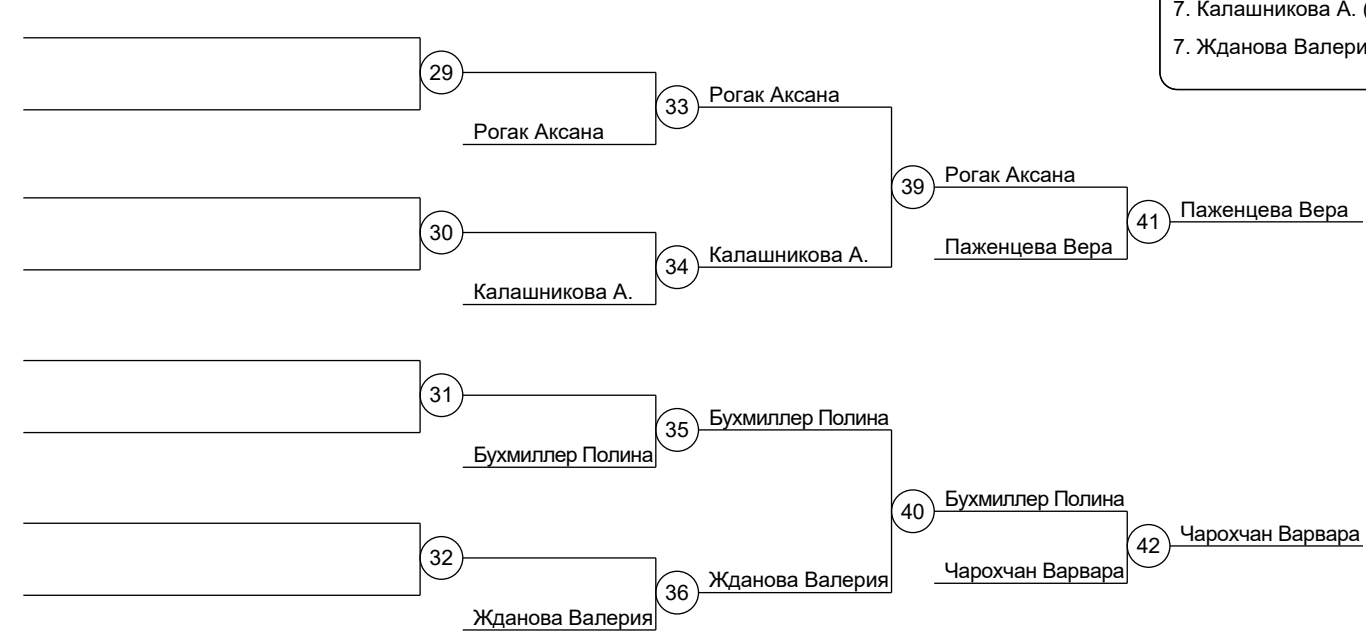 7. Калашникова А. (
7. Жданова Валери
29
33
Рогак Аксана
Рогак Аксана
39
Рогак Аксана
41
Паженцева Вера
30
34
Калашникова А.
Паженцева Вера
Калашникова А.
31
35
Бухмиллер Полина
Бухмиллер Полина
40
Бухмиллер Полина
42
Чарохчан Варвара
32
36
Жданова Валерия
Чарохчан Варвара
Жданова Валерия